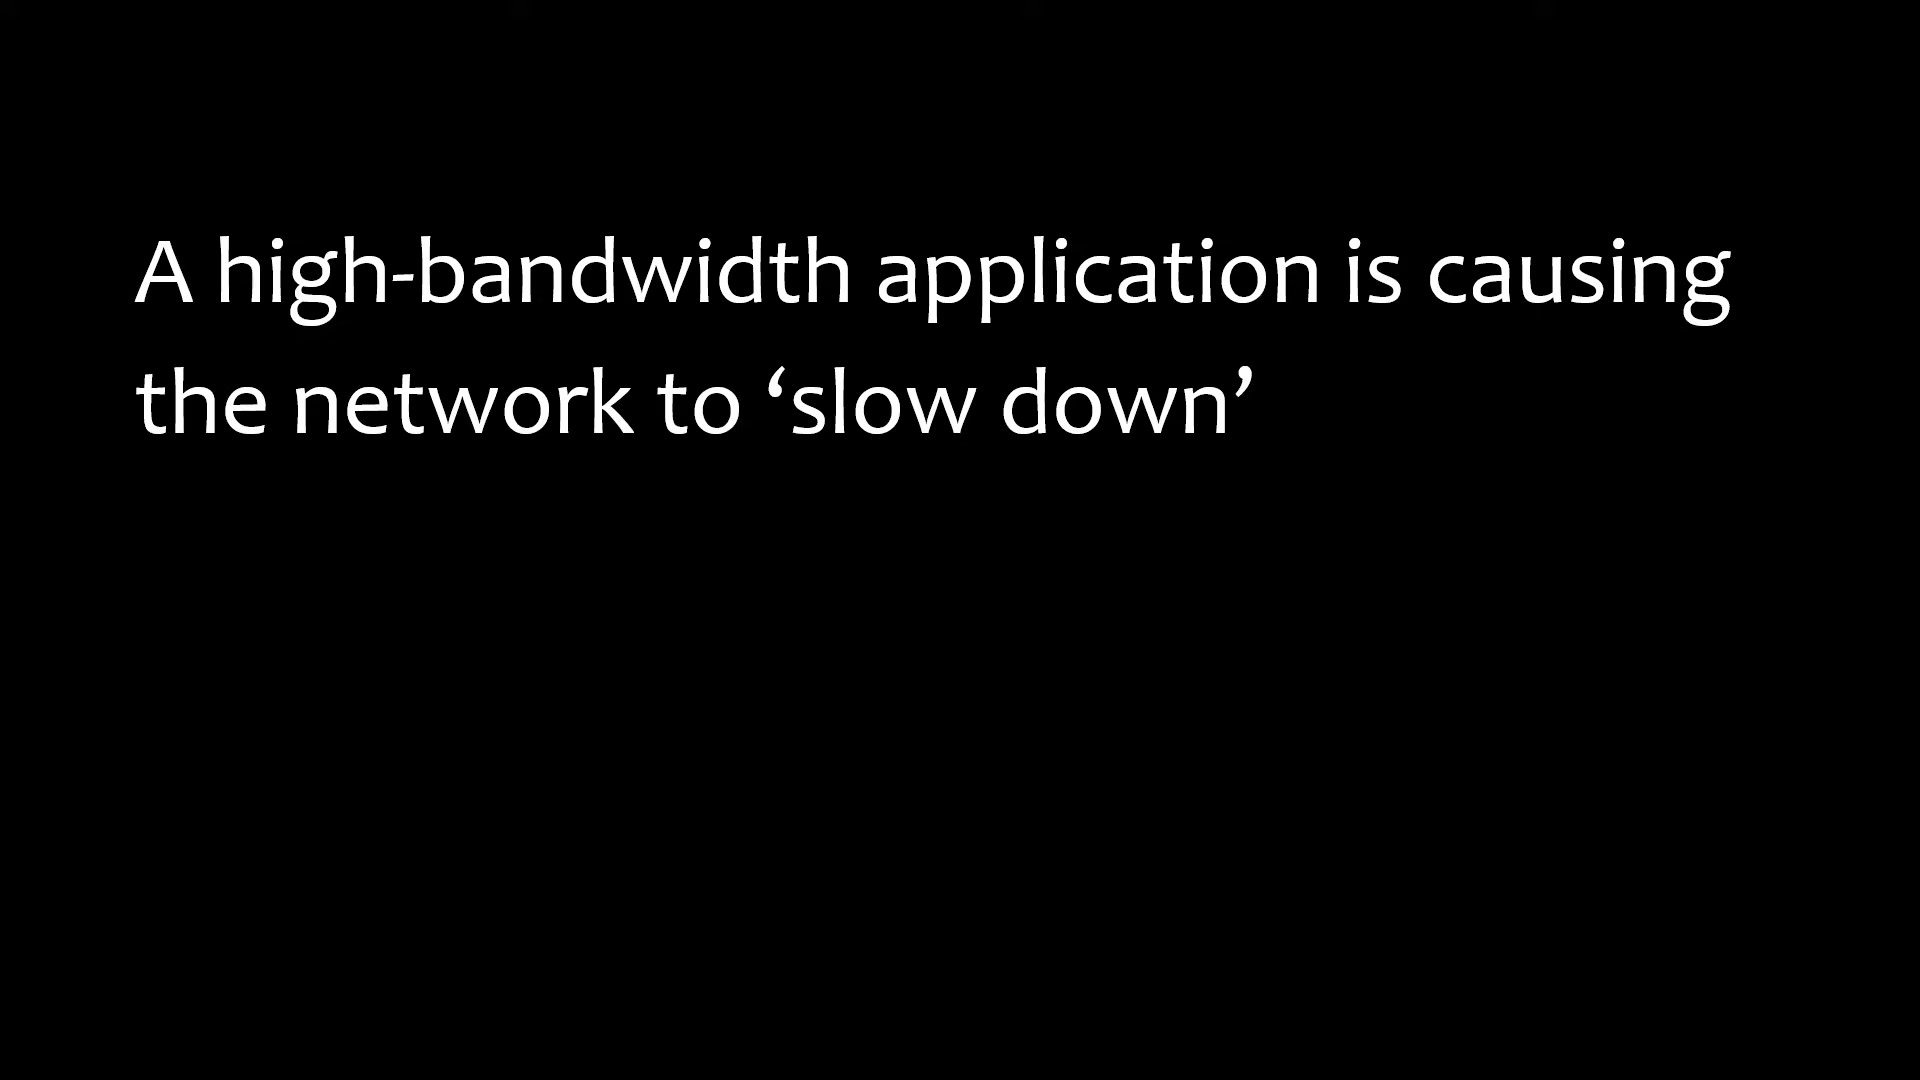 A high-bandwidth application is causing
the network to ‘slow down’